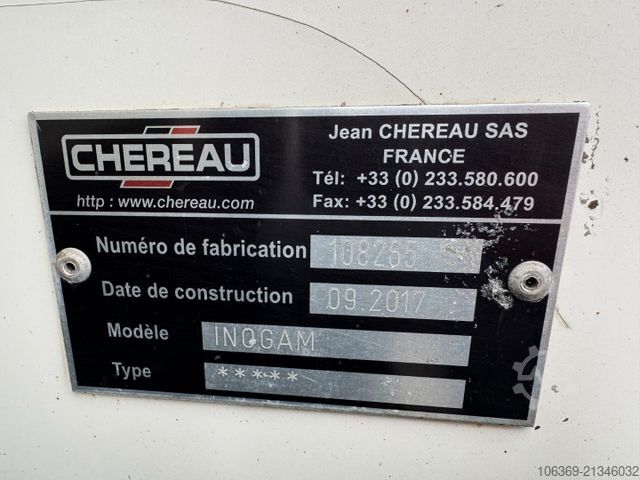 CHEREAU
http : www.chereau.com
Jean CHEREAU SAS
FRANCE
Tél: +33 (0) 233.580.600
Fax: +33 (0) 233.584.479
Numéro de fabrication 108265
Date de construction 09.2017
Modèle INOGAM
Type *****
106369-21346032